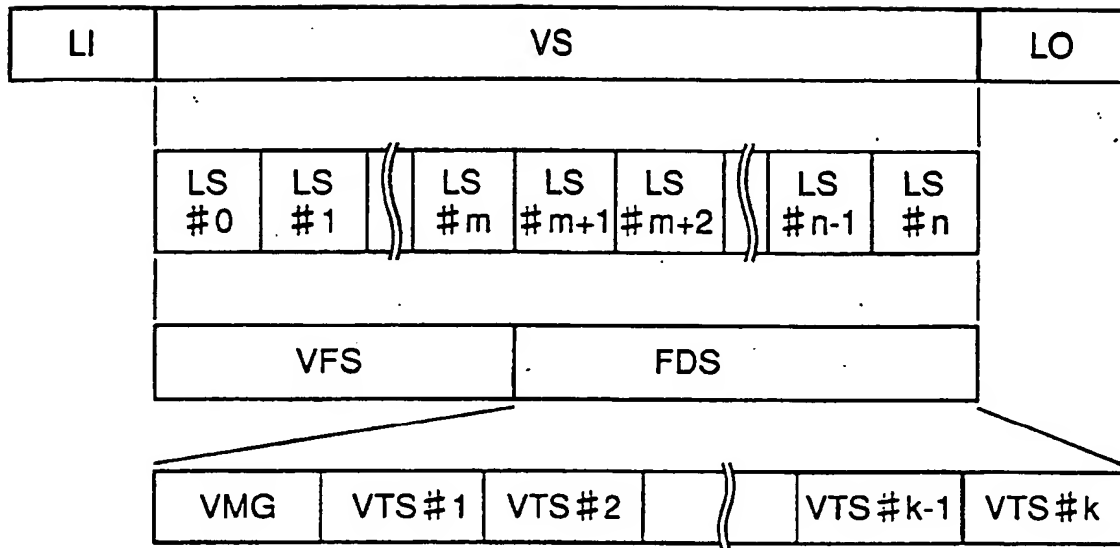 LI VS LO
LS #0 LS #1 LS #m LS #m+1 LS #m+2 LS #n-1 LS #n
VFS FDS
VMG VTS#1 VTS#2 VTS#k-1 VTS#k